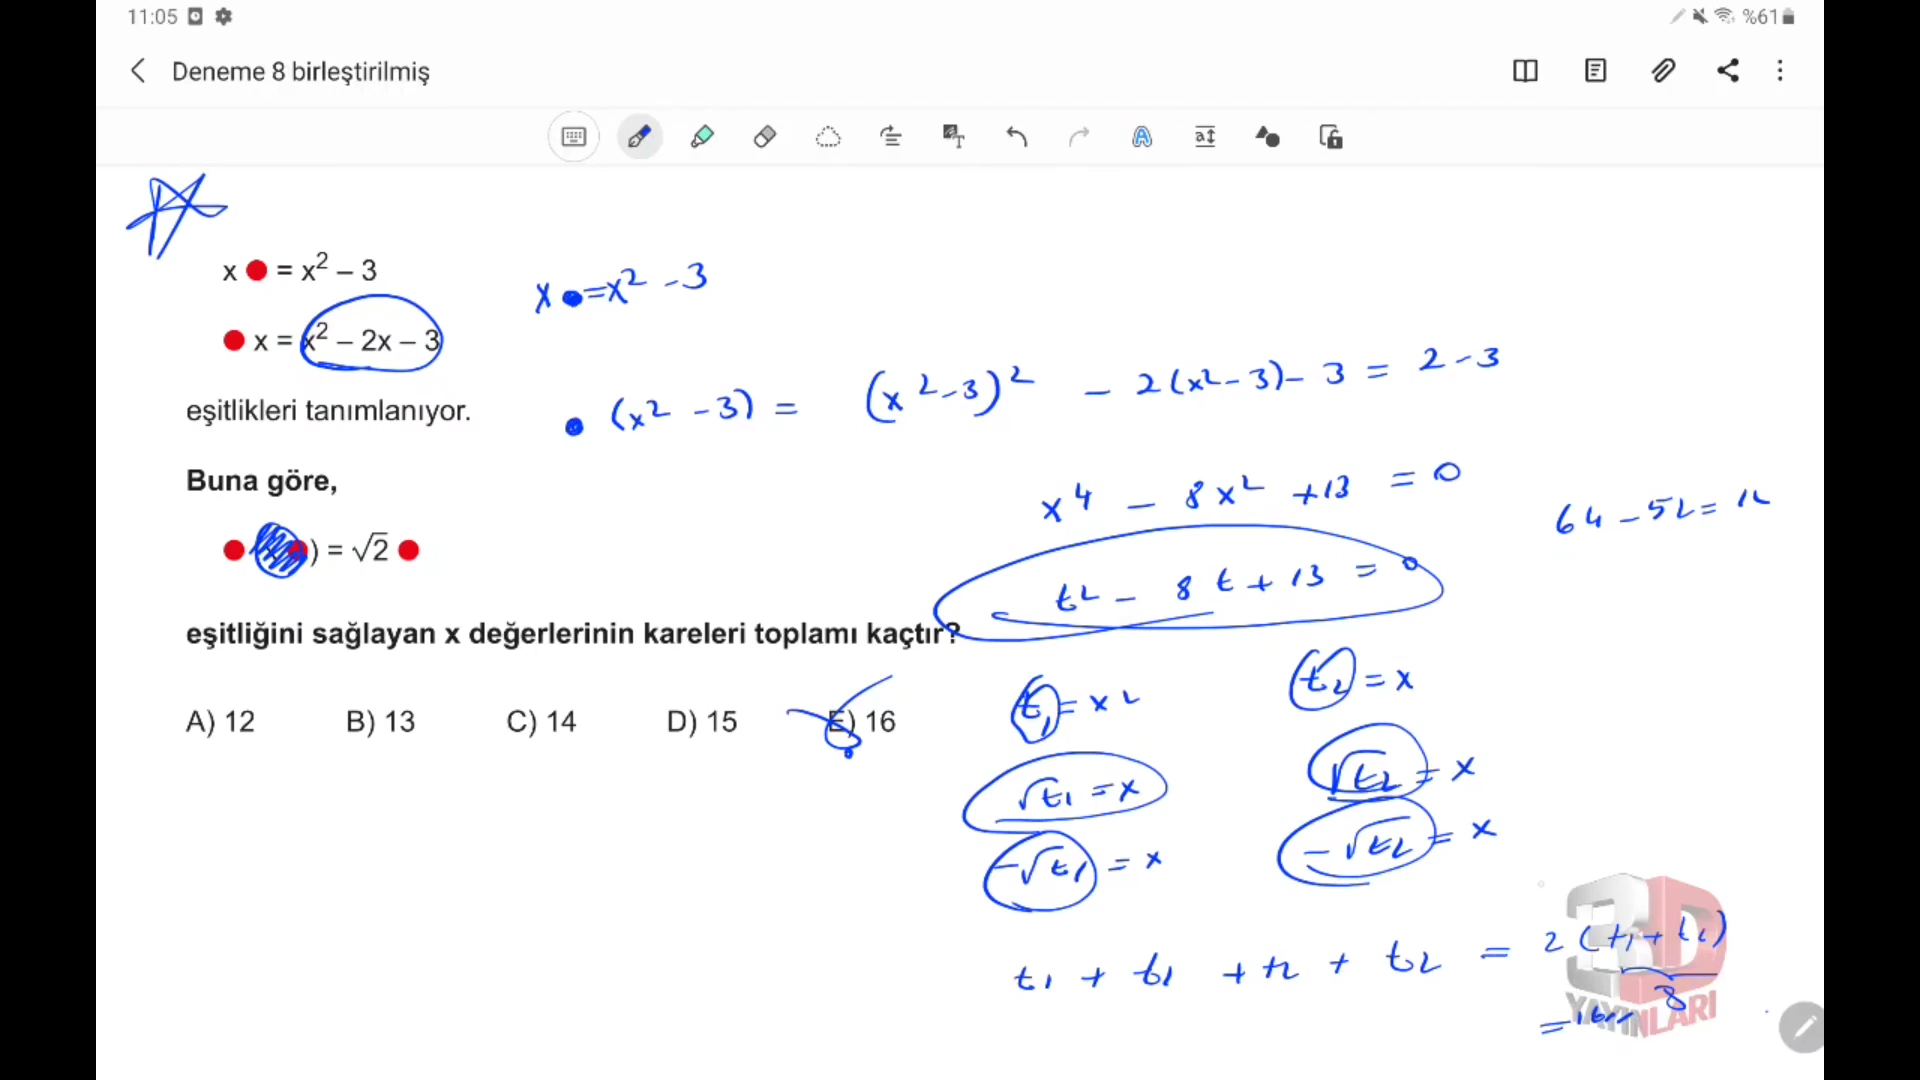 11:05 %61
Deneme 8 birleştirilmiş
x ● = x² – 3
● x = x² – 2x – 3
eşitlikleri tanımlanıyor.
Buna göre,
● ) = √2 ●
eşitliğini sağlayan x değerlerinin kareleri toplamı kaçtır?
A) 12 B) 13 C) 14 D) 15 E) 16
x ● = x² - 3
● (x² - 3) = (x² - 3)² - 2(x² - 3) - 3 = 2 - 3
x⁴ - 8x² + 13 = 0
64 - 52 = 12
t² - 8t + 13 = 0
t₁ = x² t₂ = x
√t₁ = x √t₂ = x
-√t₁ = x -√t₂ = x
t₁ + t₁ + t₂ + t₂ = 2(t₁ + t₂)
8
= 16
3D
YAYINLARI